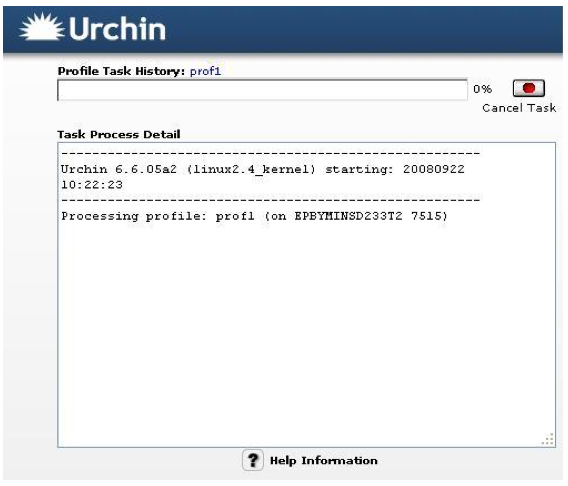 Urchin
Profile Task History: prof1
0%
Cancel Task
Task Process Detail
------------------------------------------------------------
Urchin 6.6.05a2 (linux2.4_kernel) starting: 20080922
10:22:23
------------------------------------------------------------
Processing profile: prof1 (on EPBYMINSD233T2 7515)
? Help Information